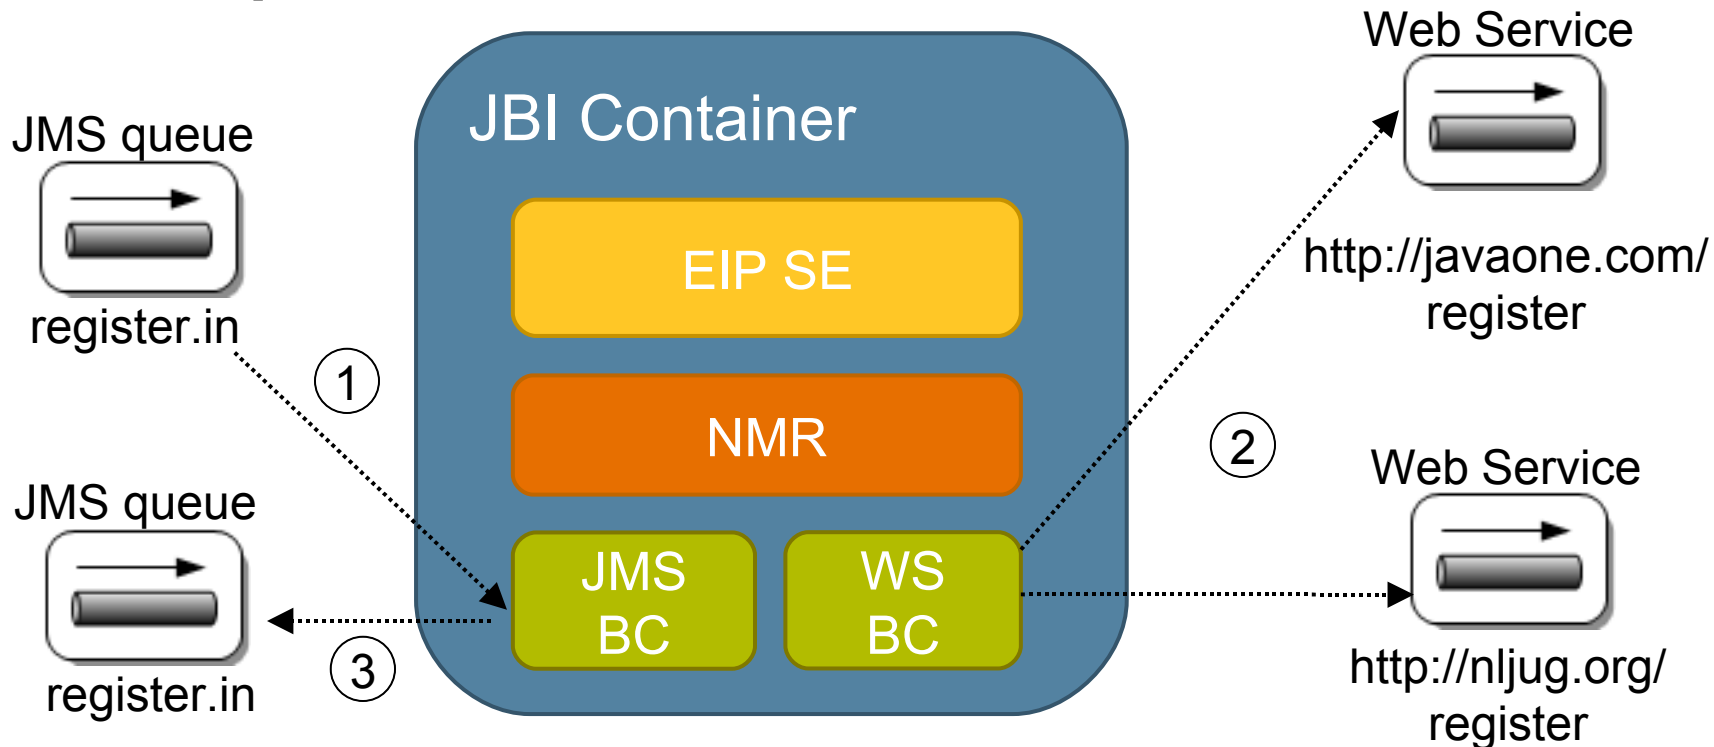 JMS queue
register.in
1
JMS queue
register.in
3
JBI Container
EIP SE
NMR
JMS
BC
WS
BC
2
Web Service
http://javaone.com/
register
Web Service
http://nljug.org/
register